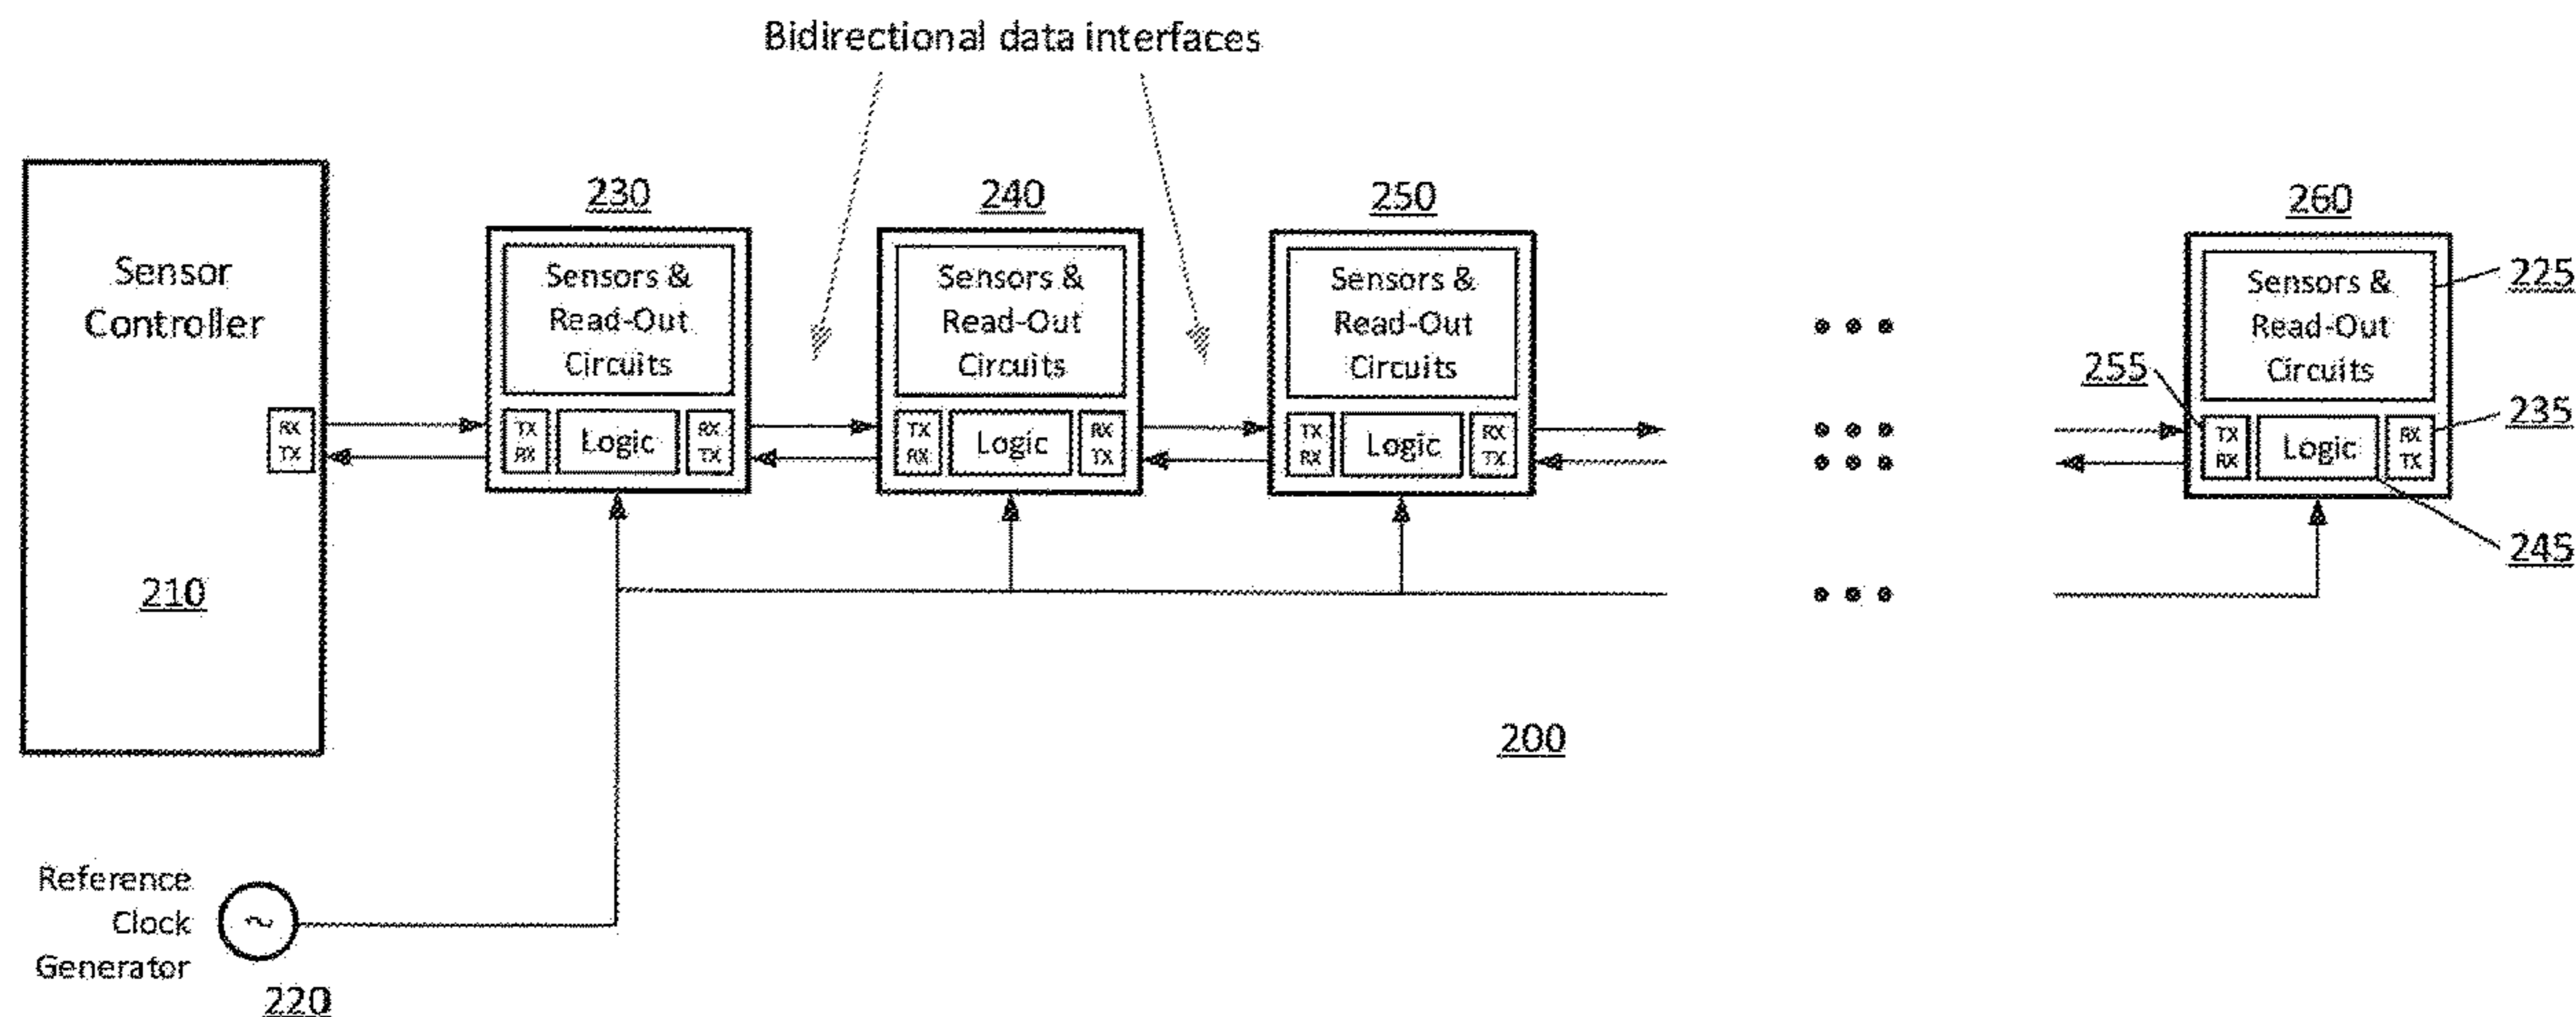 Bidirectional data interfaces
230
240
250
260
Sensor
Controller
210
RX
TX
Sensors &
Read-Out
Circuits
TX
RX
Logic
RX
TX
Sensors &
Read-Out
Circuits
TX
RX
Logic
RX
TX
Sensors &
Read-Out
Circuits
TX
RX
Logic
RX
TX
Sensors &
Read-Out
Circuits
TX
RX
Logic
RX
TX
225
255
235
245
200
Reference
Clock
Generator
220